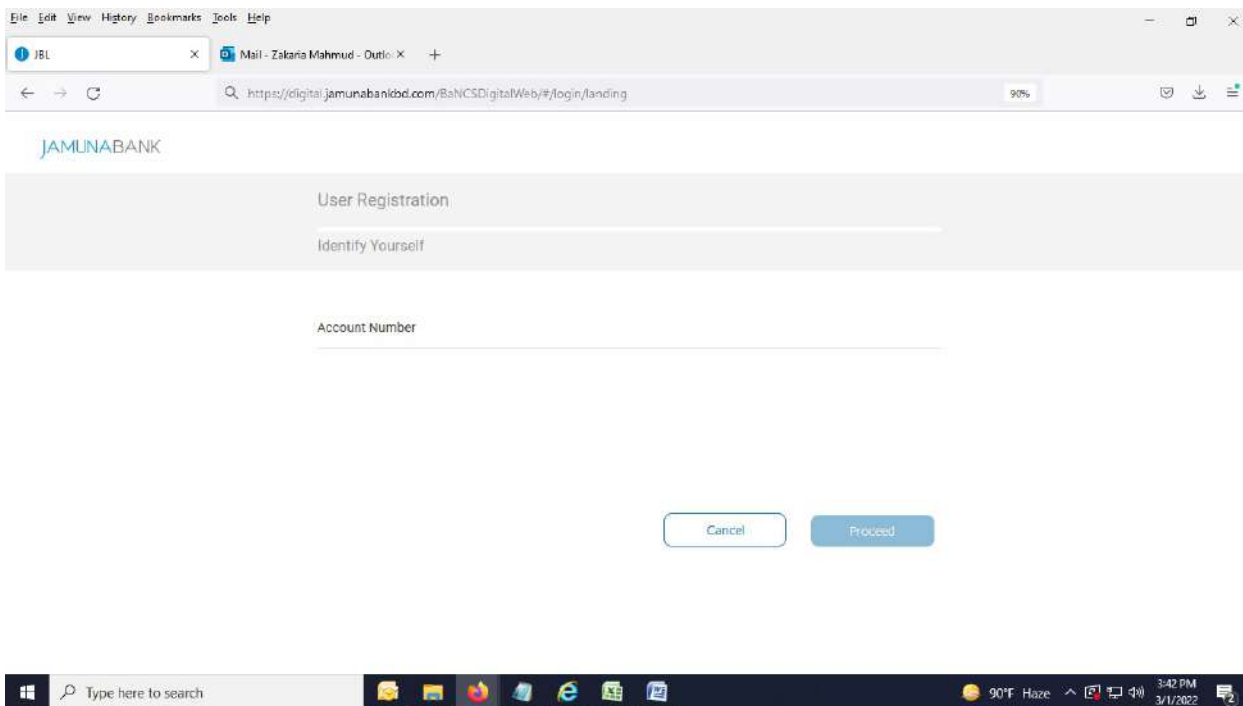 File Edit View History Bookmarks Tools Help
JBL
Mail - Zakaria Mahmud - Outlo
https://digital.jamunabankbd.com/BaNCSDigitalWeb/#/login/landing
90%
JAMUNABANK
User Registration
Identify Yourself
Account Number
Cancel
Proceed
Type here to search
90°F Haze
3:42 PM
3/1/2022
2